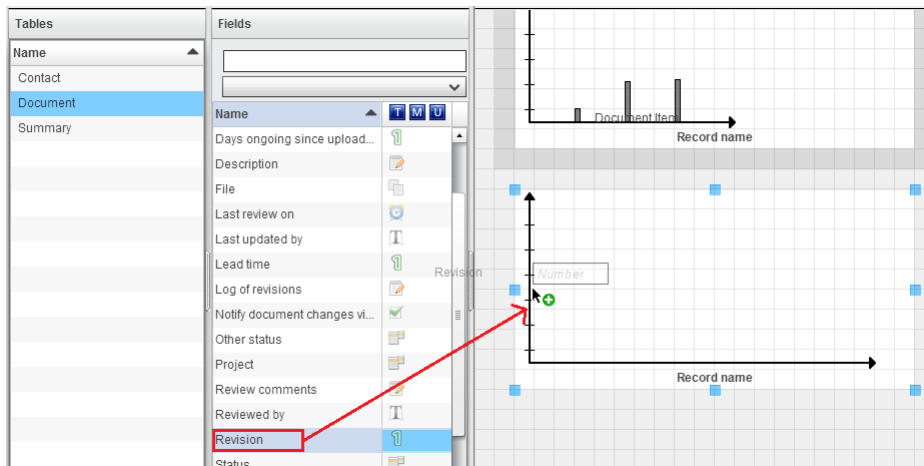 Tables
Fields
Name
Contact
Document
Summary
Name
T M U
Days ongoing since upload...
Description
File
Last review on
Last updated by
Lead time
Log of revisions
Notify document changes vi...
Other status
Project
Review comments
Reviewed by
Revision
Status
Document Item
Record name
Revision
Number
Record name